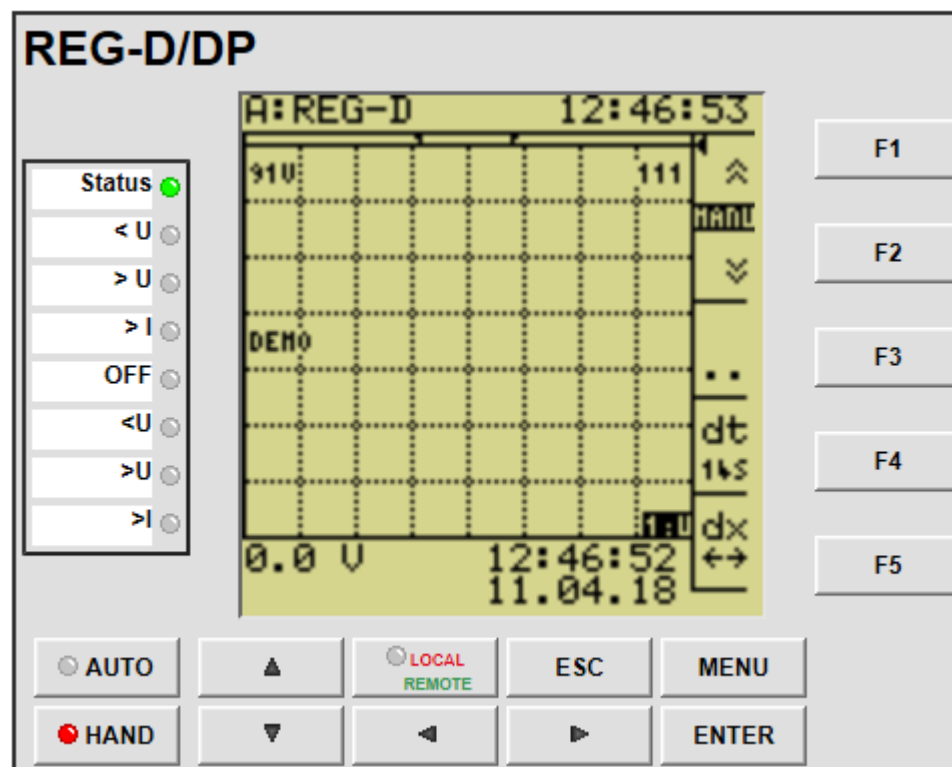 REG-D/DP
A:REG-D 12:46:53
91V 111
MANU
DEMO
dt
14S
1:U
dx
0.0 V 12:46:52
11.04.18
Status
< U
> U
> I
OFF
<U
>U
>I
F1
F2
F3
F4
F5
AUTO
LOCAL
REMOTE
ESC
MENU
HAND
ENTER